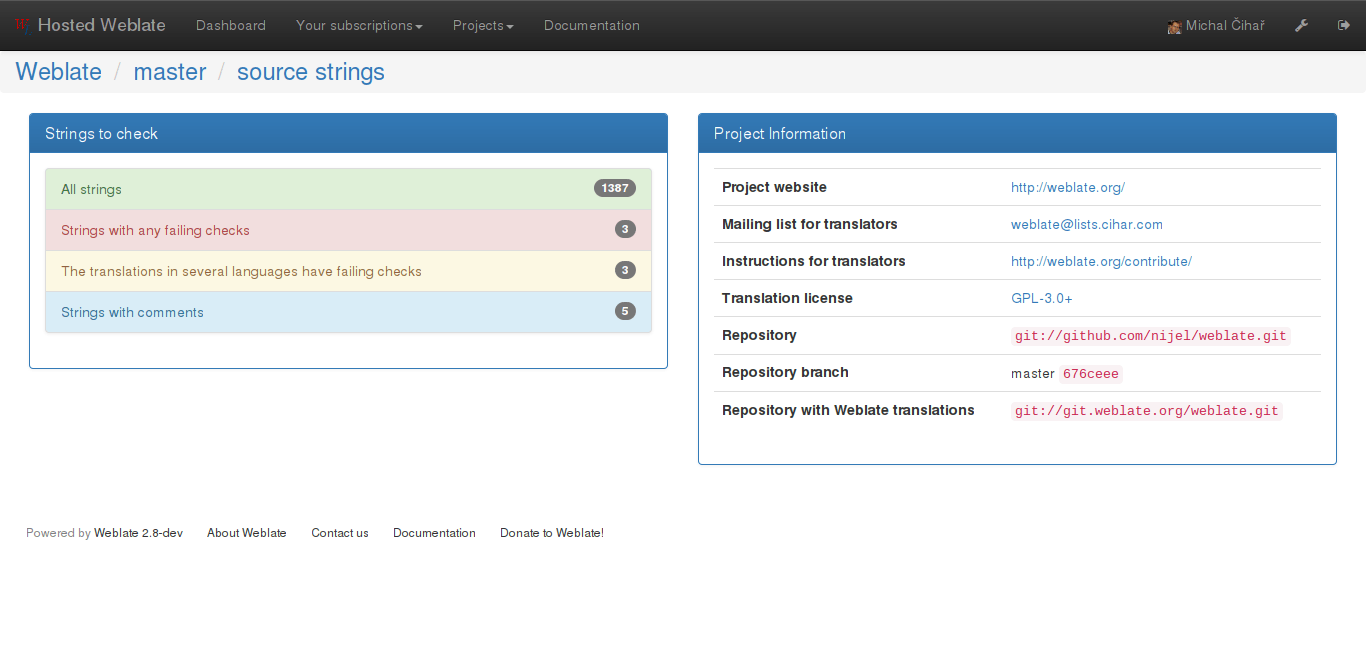 Hosted Weblate Dashboard Your subscriptions Projects Documentation Michal Čihař
Weblate / master / source strings
Strings to check
All strings 1387
Strings with any failing checks 3
The translations in several languages have failing checks 3
Strings with comments 5
Project Information
Project website http://weblate.org/
Mailing list for translators weblate@lists.cihar.com
Instructions for translators http://weblate.org/contribute/
Translation license GPL-3.0+
Repository git://github.com/nijel/weblate.git
Repository branch master 676ceee
Repository with Weblate translations git://git.weblate.org/weblate.git
Powered by Weblate 2.8-dev About Weblate Contact us Documentation Donate to Weblate!